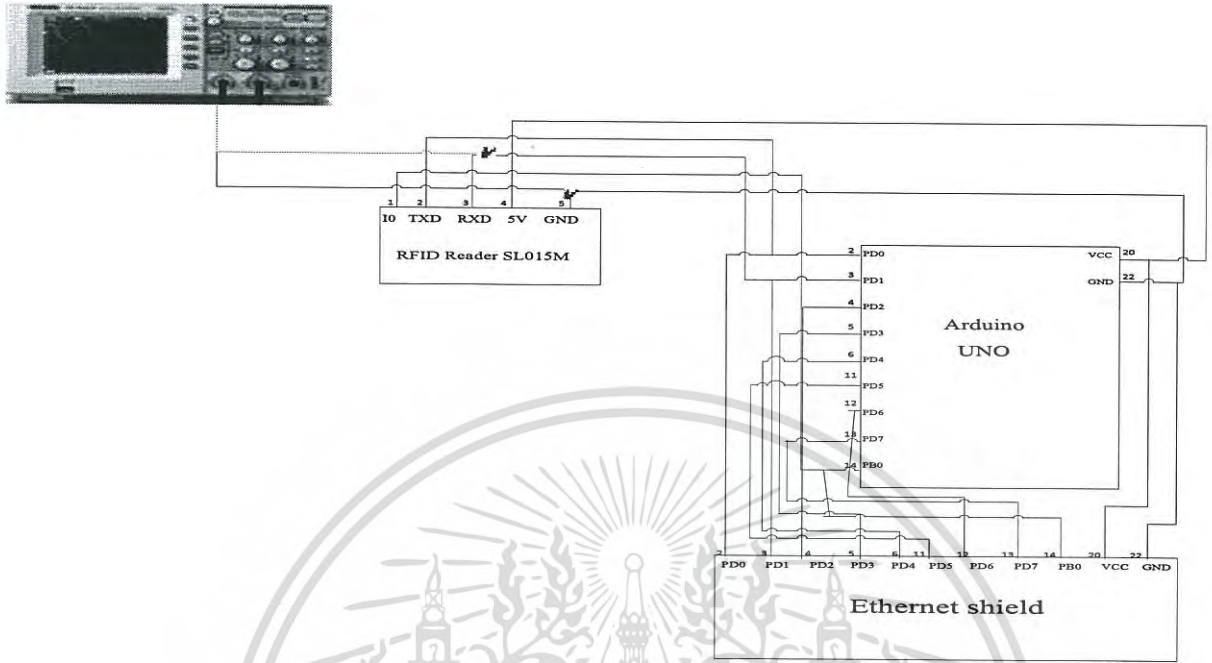 1 2 3 4 5
I0 TXD RXD 5V GND
RFID Reader SL015M
2 PD0
3 PD1
4 PD2
5 PD3
6 PD4
11 PD5
12 PD6
13 PD7
14 PB0
VCC 20
GND 22
Arduino
UNO
2 3 4 5 6 11 12 13 14 20 22
PD0 PD1 PD2 PD3 PD4 PD5 PD6 PD7 PB0 VCC GND
Ethernet shield